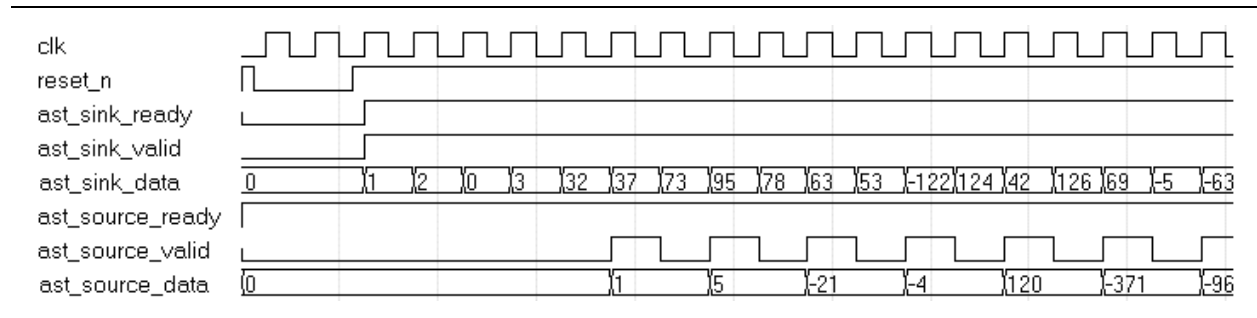 clk
reset_n
ast_sink_ready
ast_sink_valid
ast_sink_data 0 1 2 0 3 32 37 73 95 78 63 53 -122 124 42 126 69 -5 -63
ast_source_ready
ast_source_valid
ast_source_data 0 1 5 -21 -4 120 -371 -96